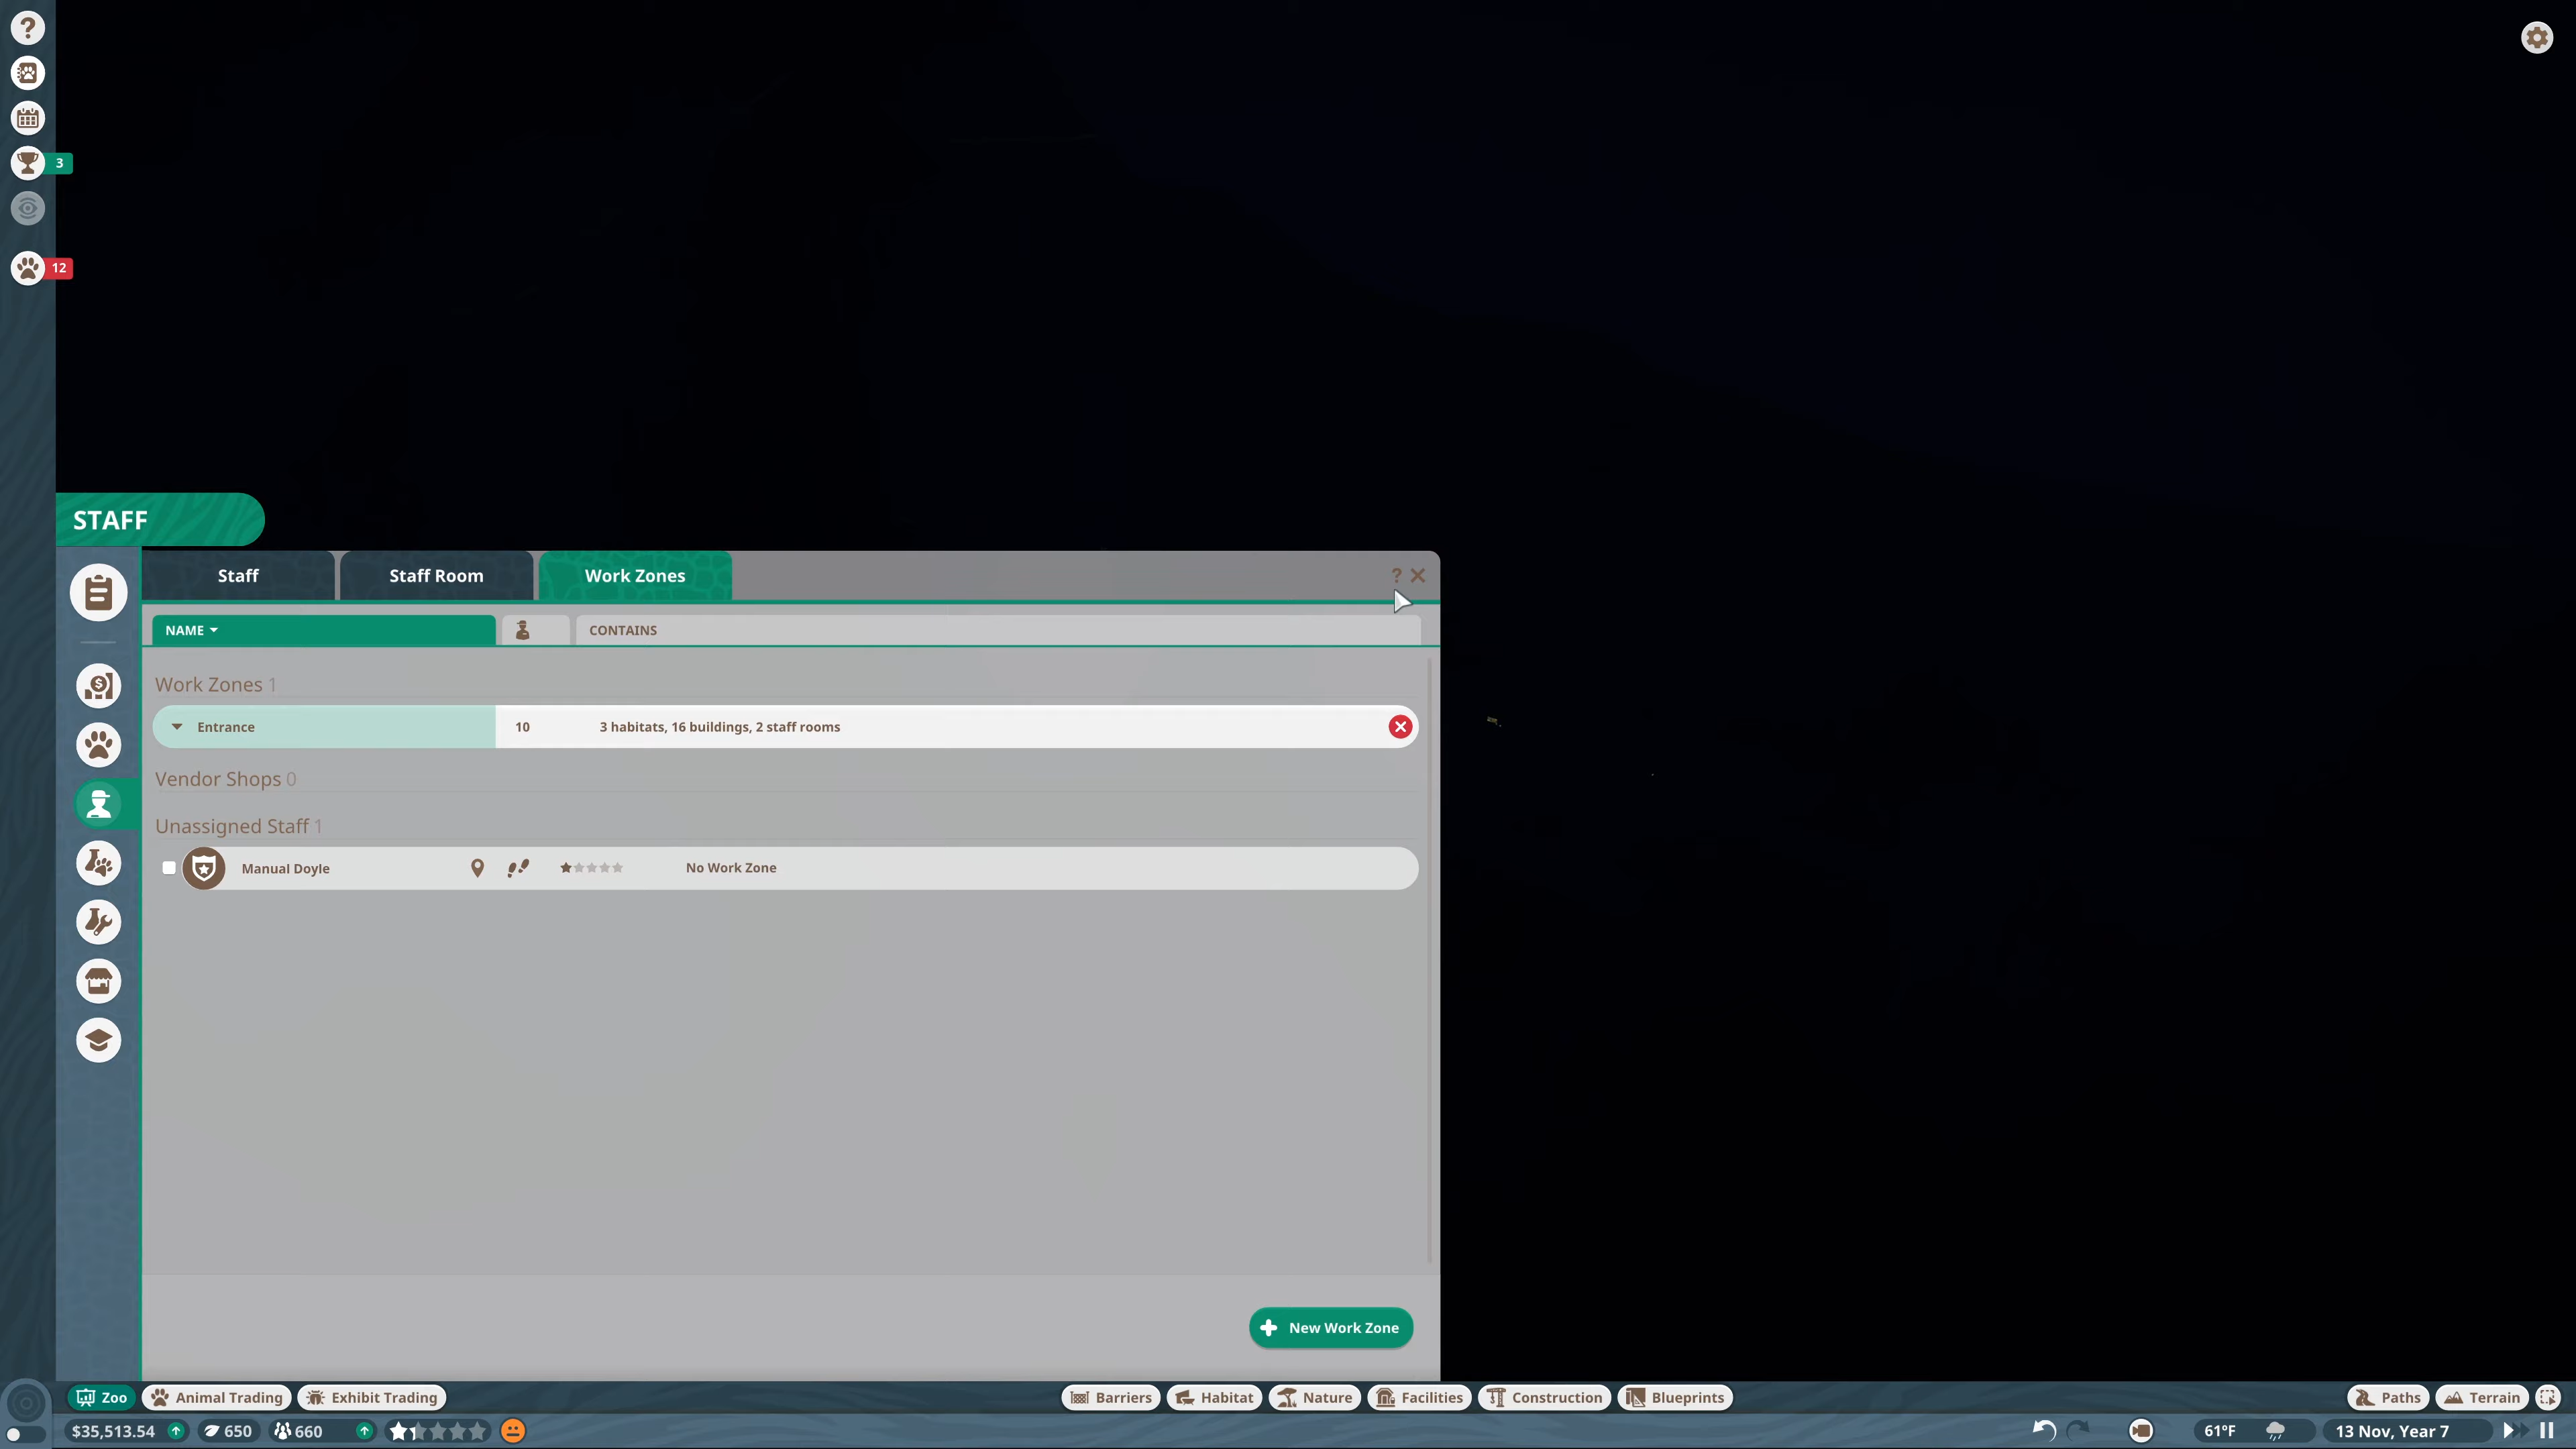 ?
3
12
STAFF
Staff
Staff Room
Work Zones
?
NAME
CONTAINS
Work Zones 1
Entrance 10 3 habitats, 16 buildings, 2 staff rooms
Vendor Shops 0
Unassigned Staff 1
Manual Doyle No Work Zone
New Work Zone
Zoo Animal Trading Exhibit Trading Barriers Habitat Nature Facilities Construction Blueprints Paths Terrain
$35,513.54 650 660 61°F 13 Nov, Year 7